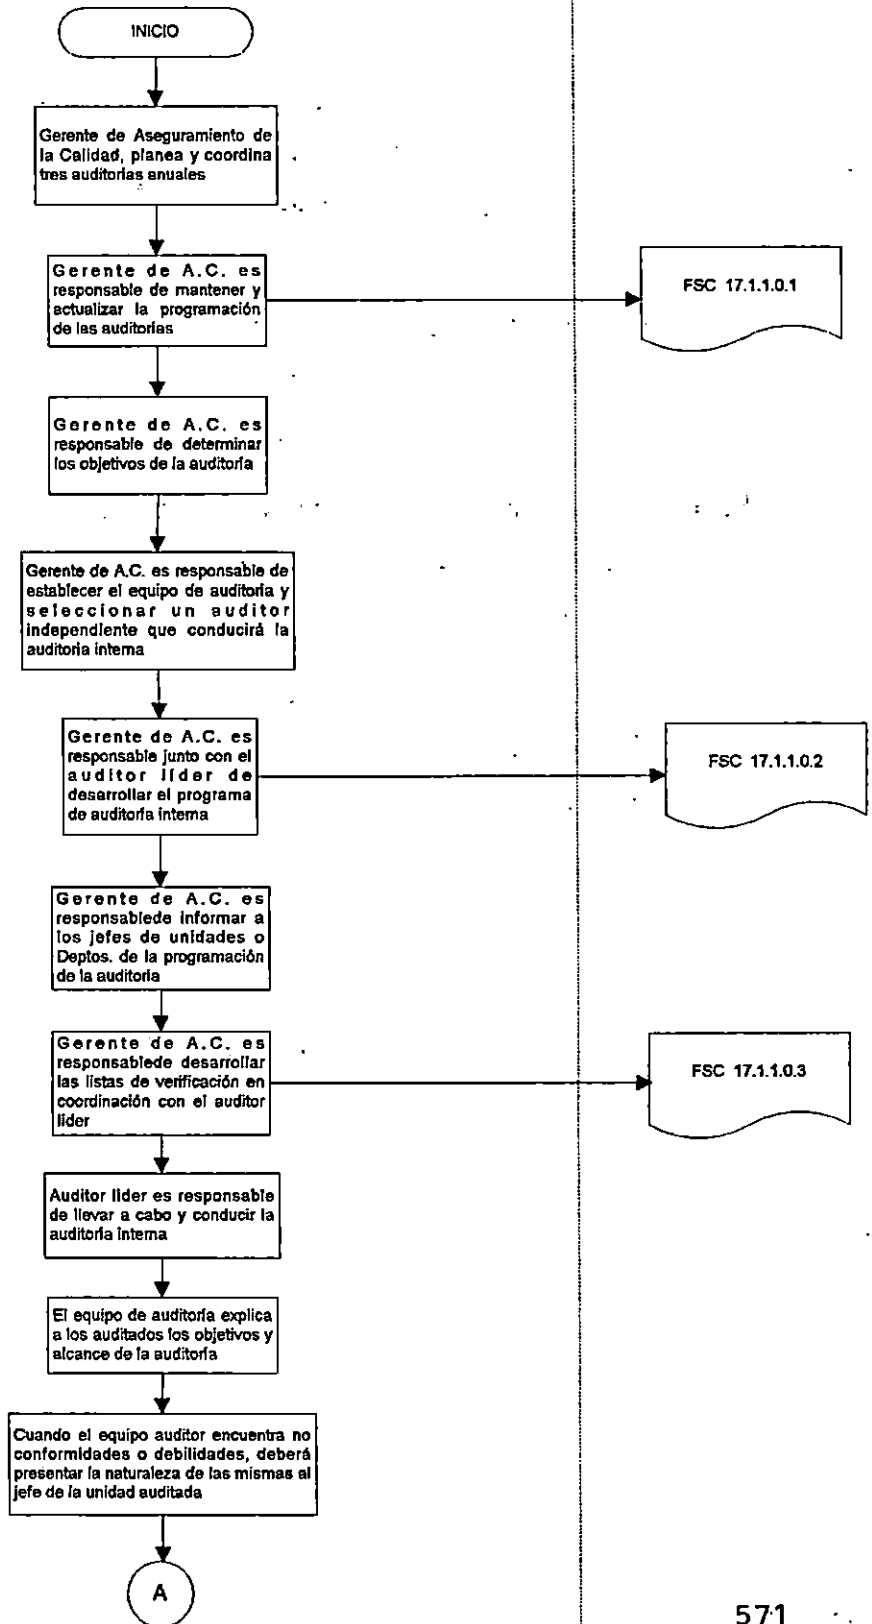 INICIO
Gerente de Aseguramiento de
la Calidad, planea y coordina
tres auditorias anuales
Gerente de A.C. es
responsable de mantener y
actualizar la programación
de las auditorías
FSC 17.1.1.0.1
Gerente de A.C. es
responsable de determinar
los objetivos de la auditoría
Gerente de A.C. es responsable de
establecer el equipo de auditoria y
seleccionar un auditor
independiente que conducirá la
auditoria interna
Gerente de A.C. es
responsable junto con el
auditor líder de
desarrollar el programa
de auditoría interna
FSC 17.1.1.0.2
Gerente de A.C. es
responsablede informar a
los jefes de unidades o
Deptos. de la programación
de la auditoria
Gerente de A.C. es
responsablede desarrollar
las listas de verificación en
coordinación con el auditor
lider
FSC 17.1.1.0.3
Auditor lider es responsable
de llevar a cabo y conducir la
auditoría interna
El equipo de auditoría explica
a los auditados los objetivos y
alcance de la auditoría
Cuando el equipo auditor encuentra no
conformidades o debilidades, deberá
presentar la naturaleza de las mismas al
jefe de la unidad auditada
A
571